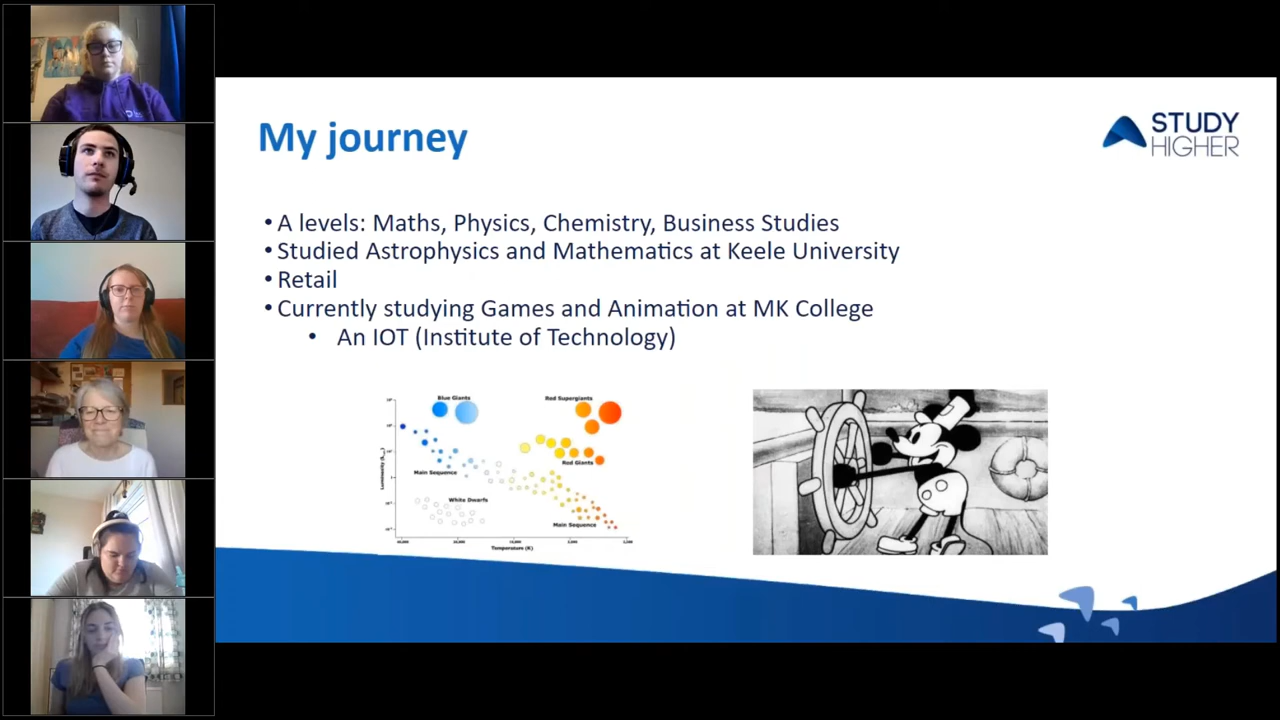 My journey
STUDY
HIGHER
• A levels: Maths, Physics, Chemistry, Business Studies
• Studied Astrophysics and Mathematics at Keele University
• Retail
• Currently studying Games and Animation at MK College
• An IOT (Institute of Technology)
Blue Giants
Red Supergiants
Red Giants
Main Sequence
White Dwarfs
Main Sequence
Temperature (K)